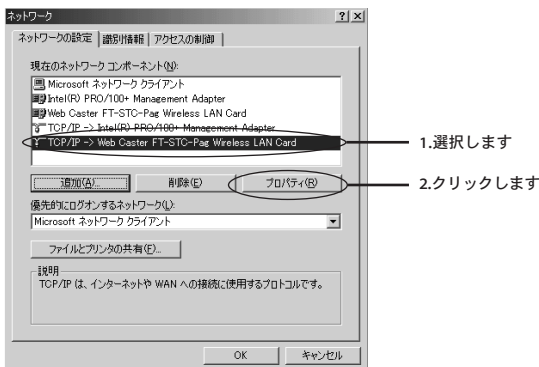 ネットワーク
ネットワークの設定 識別情報 アクセスの制御
現在のネットワーク コンポーネント(N):
Microsoft ネットワーク クライアント
Intel(R) PRO/100+ Management Adapter
Web Caster FT-STC-Pag Wireless LAN Card
TCP/IP -> Intel(R) PRO/100+ Management Adapter
TCP/IP -> Web Caster FT-STC-Pag Wireless LAN Card
1.選択します
追加(A)... 削除(E) プロパティ(R)
2.クリックします
優先的にログオンするネットワーク(L):
Microsoft ネットワーク クライアント
ファイルとプリンタの共有(F)...
説明
TCP/IP は、インターネットや WAN への接続に使用するプロトコルです。
OK キャンセル